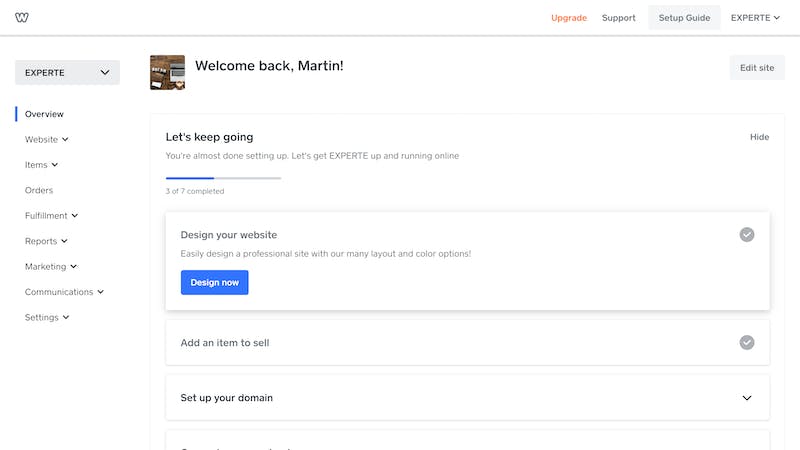 Upgrade
Support
Setup Guide
EXPERTE
EXPERTE
Welcome back, Martin!
Edit site
Overview
Website
Items
Orders
Fulfillment
Reports
Marketing
Communications
Settings
Let's keep going
Hide
You're almost done setting up. Let's get EXPERTE up and running online
3 of 7 completed
Design your website
Easily design a professional site with our many layout and color options!
Design now
Add an item to sell
Set up your domain